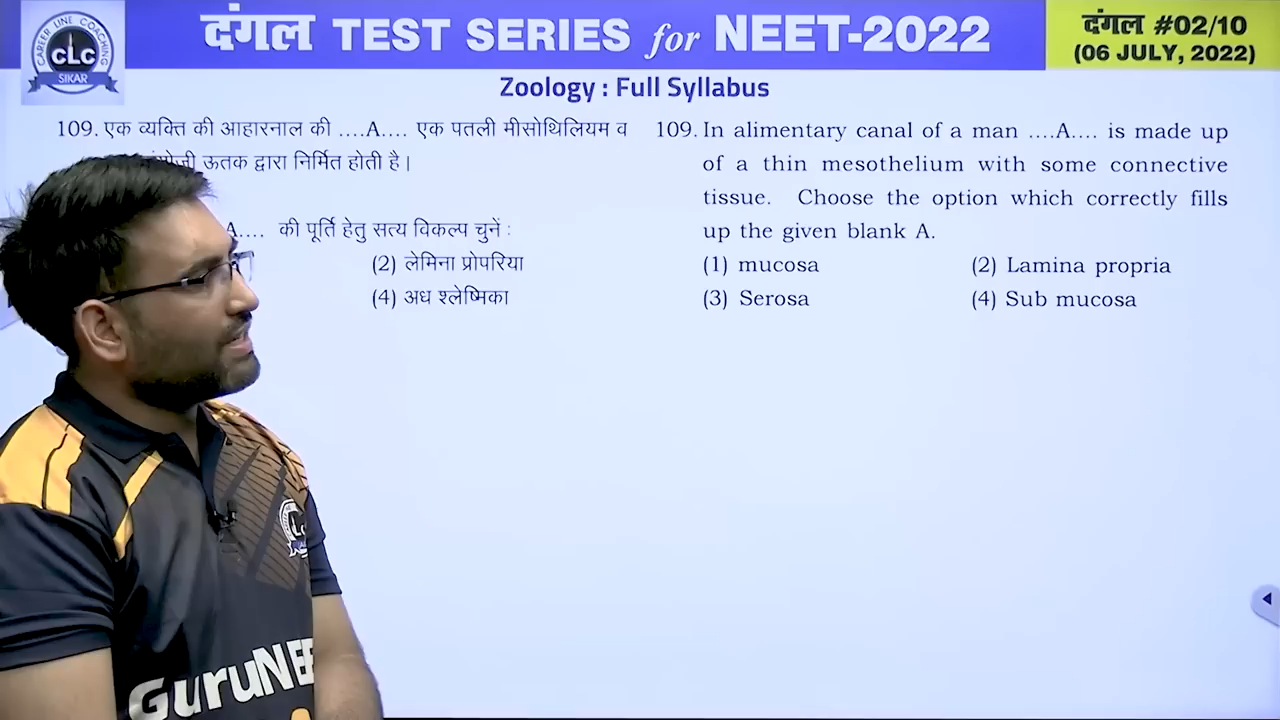 दंगल TEST SERIES for NEET-2022
दंगल #02/10
(06 JULY, 2022)
CAREER LINE COACHING
CLC
SIKAR
Zoology : Full Syllabus
109. एक व्यक्ति की आहारनाल की ....A.... एक पतली मीसोथिलियम व
ऊतक द्वारा निर्मित होती है।
A.... की पूर्ति हेतु सत्य विकल्प चुनें :
(2) लेमिना प्रोपरिया
(4) अध श्लेष्मिका
109. In alimentary canal of a man ....A.... is made up
of a thin mesothelium with some connective
tissue. Choose the option which correctly fills
up the given blank A.
(1) mucosa (2) Lamina propria
(3) Serosa (4) Sub mucosa
GuruNEE